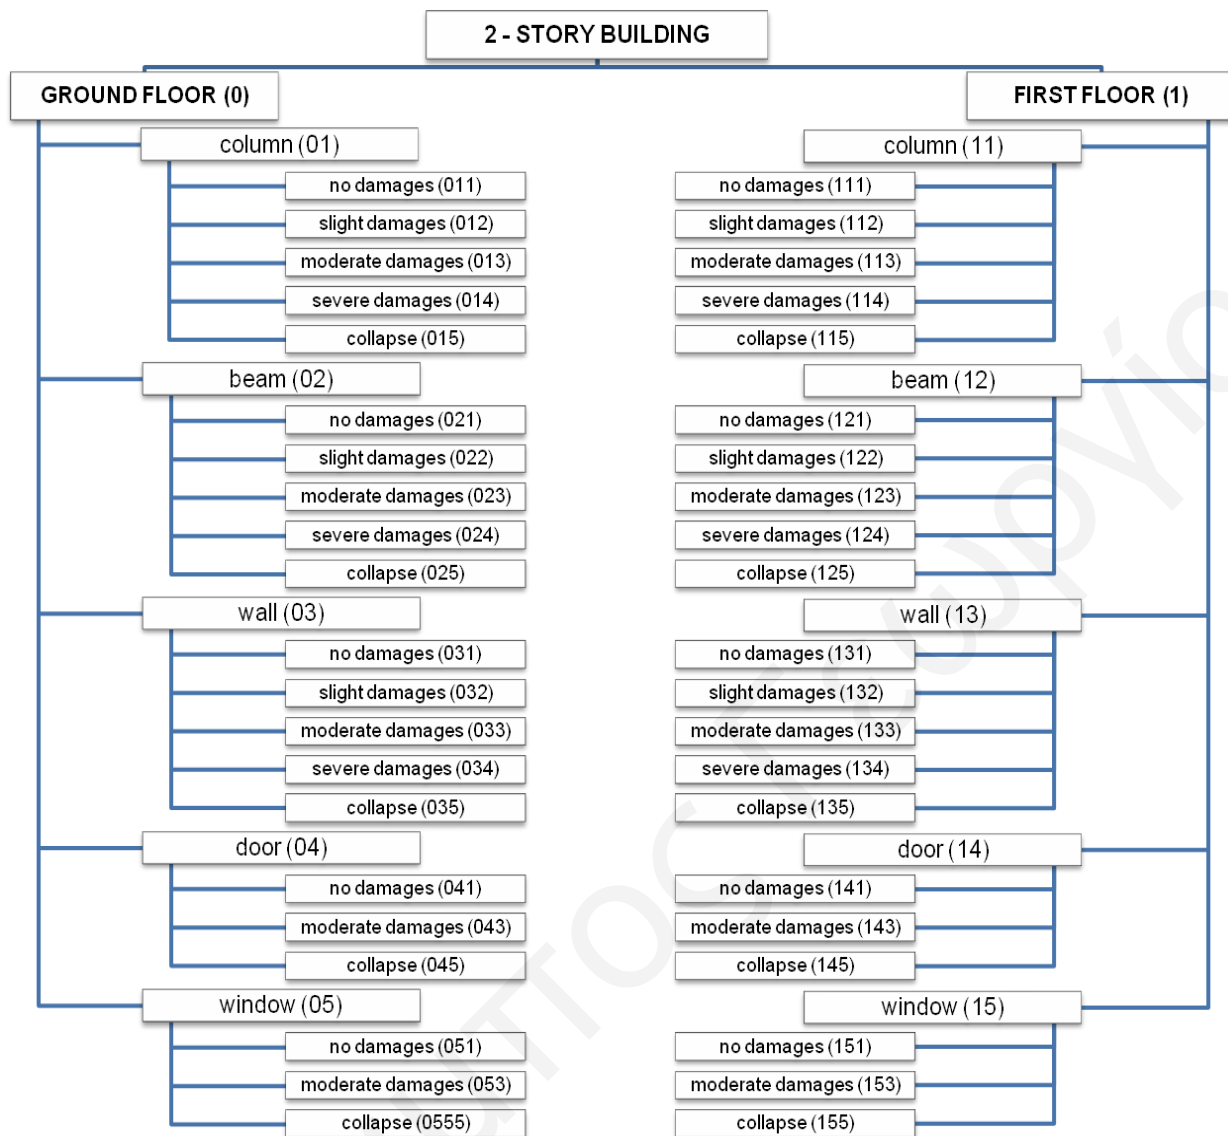 2 - STORY BUILDING
GROUND FLOOR (0)
column (01)
no damages (011)
slight damages (012)
moderate damages (013)
severe damages (014)
collapse (015)
beam (02)
no damages (021)
slight damages (022)
moderate damages (023)
severe damages (024)
collapse (025)
wall (03)
no damages (031)
slight damages (032)
moderate damages (033)
severe damages (034)
collapse (035)
door (04)
no damages (041)
moderate damages (043)
collapse (045)
window (05)
no damages (051)
moderate damages (053)
collapse (0555)
FIRST FLOOR (1)
column (11)
no damages (111)
slight damages (112)
moderate damages (113)
severe damages (114)
collapse (115)
beam (12)
no damages (121)
slight damages (122)
moderate damages (123)
severe damages (124)
collapse (125)
wall (13)
no damages (131)
slight damages (132)
moderate damages (133)
severe damages (134)
collapse (135)
door (14)
no damages (141)
moderate damages (143)
collapse (145)
window (15)
no damages (151)
moderate damages (153)
collapse (155)